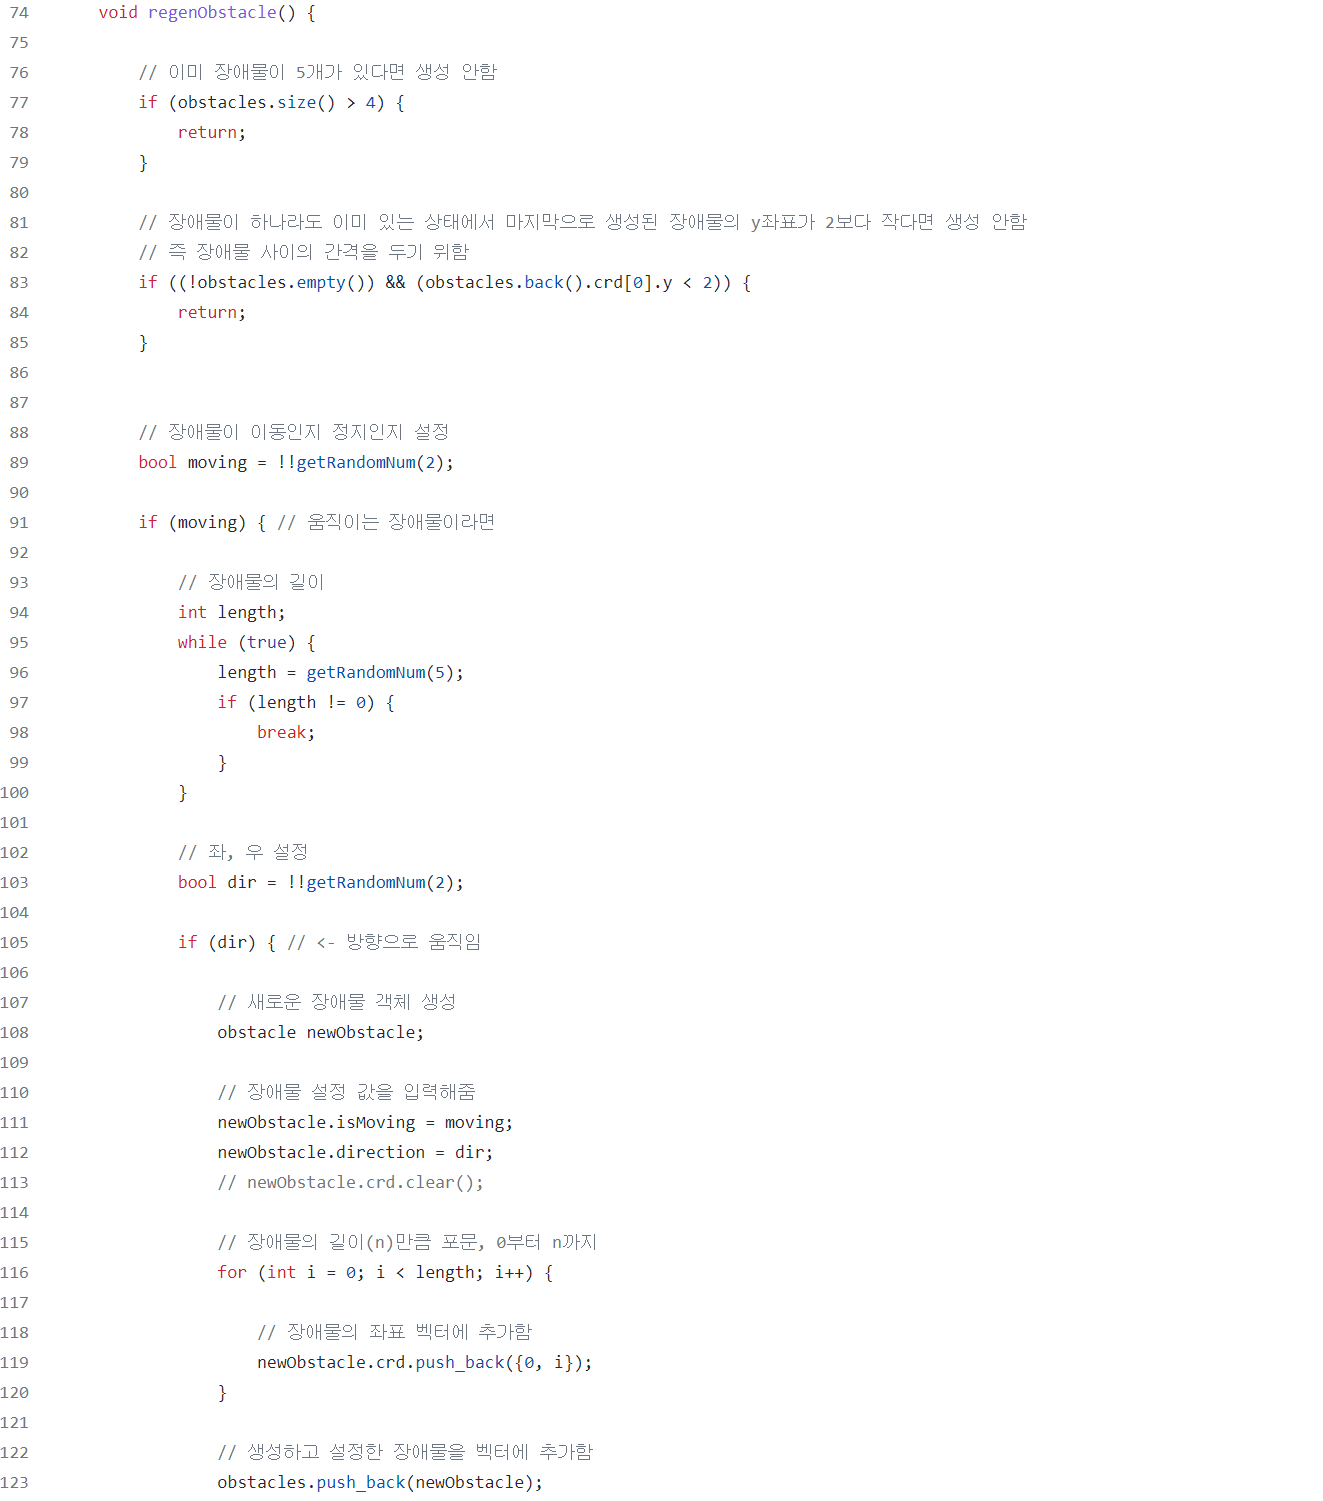 74 void regenObstacle() {
75
76 // 이미 장애물이 5개가 있다면 생성 안함
77 if (obstacles.size() > 4) {
78 return;
79 }
80
81 // 장애물이 하나라도 이미 있는 상태에서 마지막으로 생성된 장애물의 y좌표가 2보다 작다면 생성 안함
82 // 즉 장애물 사이의 간격을 두기 위함
83 if ((!obstacles.empty()) && (obstacles.back().crd[0].y < 2)) {
84 return;
85 }
86
87
88 // 장애물이 이동인지 정지인지 설정
89 bool moving = !!getRandomNum(2);
90
91 if (moving) { // 움직이는 장애물이라면
92
93 // 장애물의 길이
94 int length;
95 while (true) {
96 length = getRandomNum(5);
97 if (length != 0) {
98 break;
99 }
100 }
101
102 // 좌, 우 설정
103 bool dir = !!getRandomNum(2);
104
105 if (dir) { // <- 방향으로 움직임
106
107 // 새로운 장애물 객체 생성
108 obstacle newObstacle;
109
110 // 장애물 설정 값을 입력해줌
111 newObstacle.isMoving = moving;
112 newObstacle.direction = dir;
113 // newObstacle.crd.clear();
114
115 // 장애물의 길이(n)만큼 포문, 0부터 n까지
116 for (int i = 0; i < length; i++) {
117
118 // 장애물의 좌표 벡터에 추가함
119 newObstacle.crd.push_back({0, i});
120 }
121
122 // 생성하고 설정한 장애물을 벡터에 추가함
123 obstacles.push_back(newObstacle);